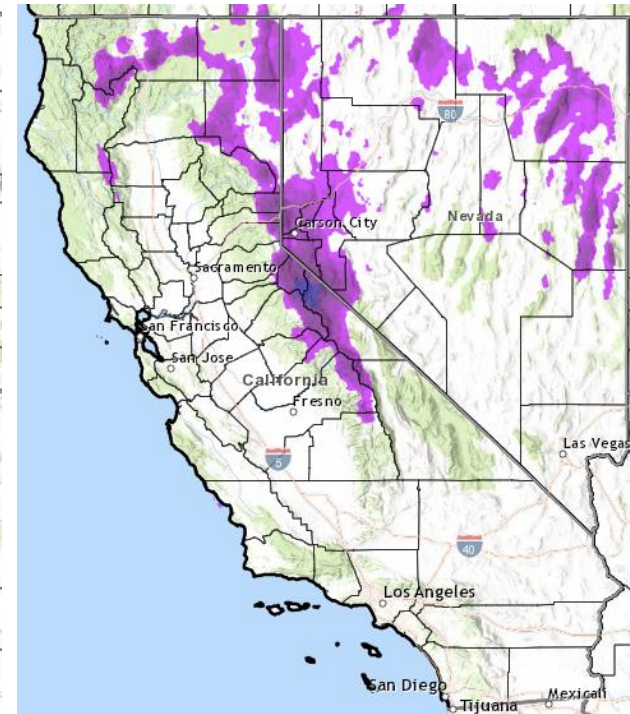 80
Nevada
Carson City
Sacramento
San Francisco
San Jose
California
Fresno
5
Las Vegas
40
Los Angeles
San Diego
Tijuana
Mexicali